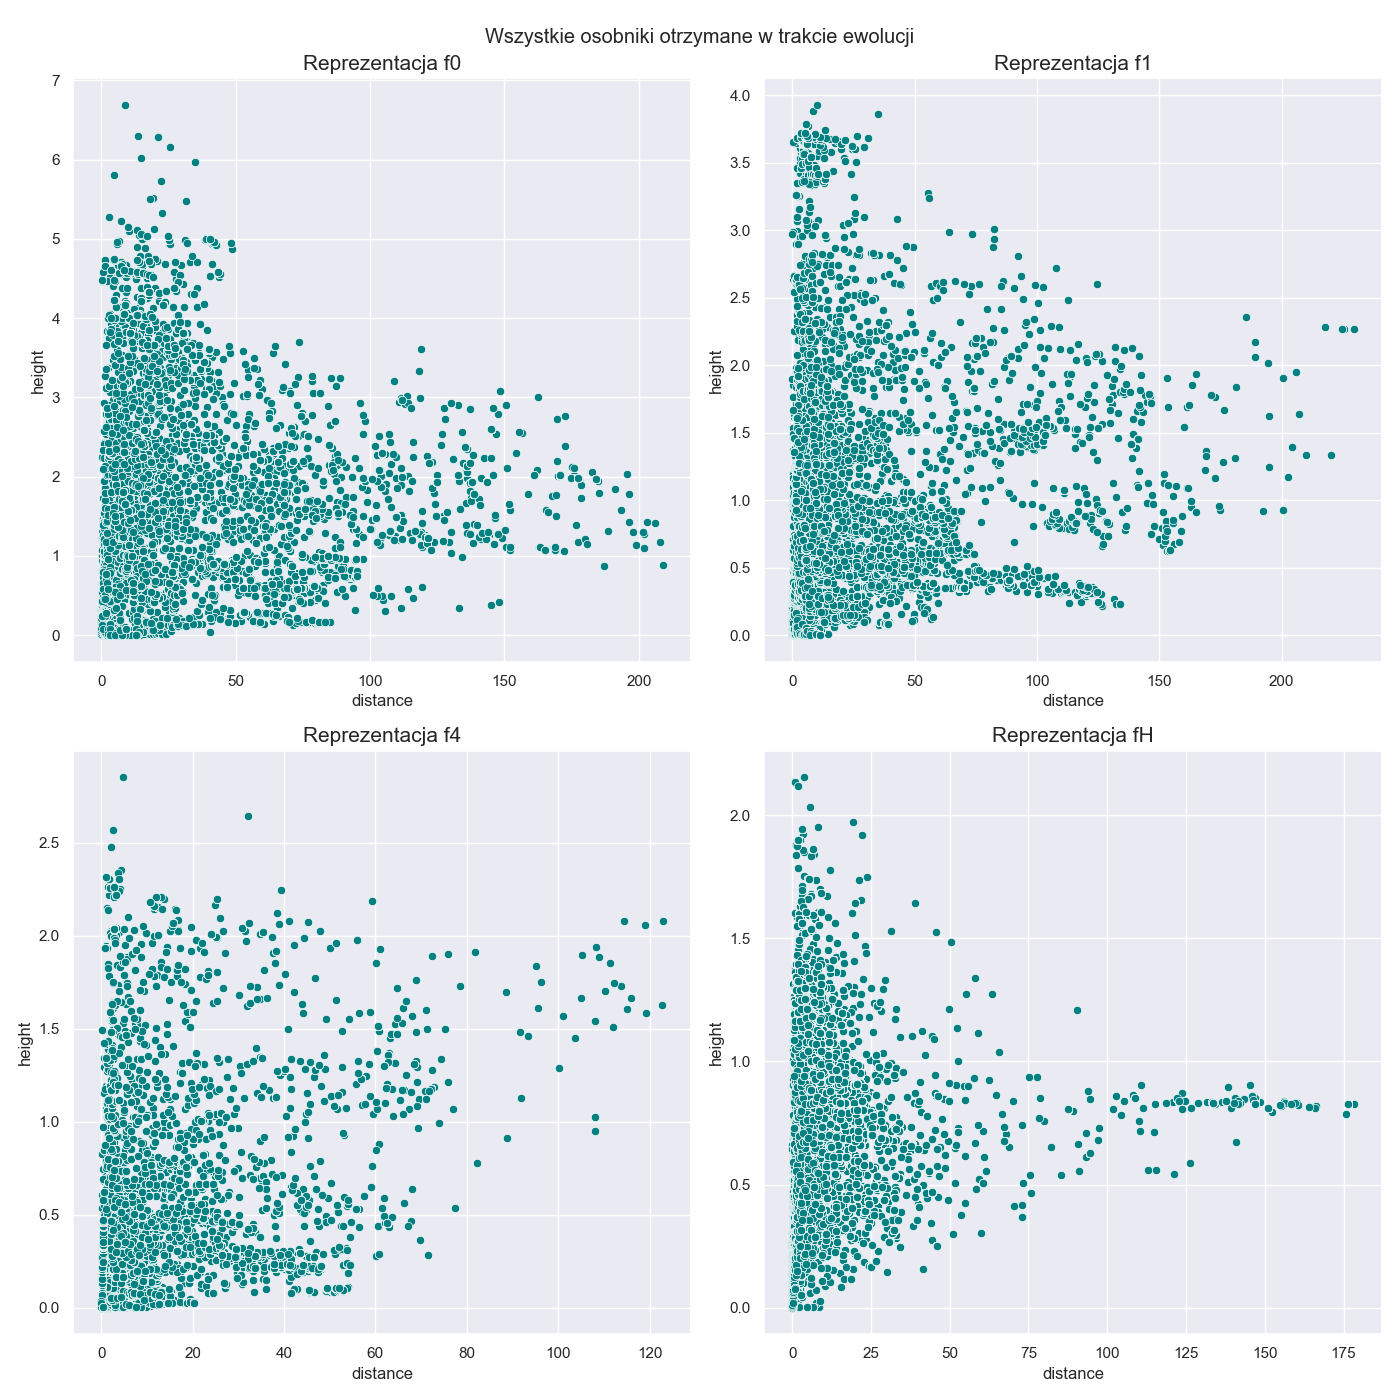 Wszystkie osobniki otrzymane w trakcie ewolucji
Reprezentacja f0
7
6
5
4
3
2
1
0
height
0 50 100 150 200
distance
Reprezentacja f1
4.0
3.5
3.0
2.5
2.0
1.5
1.0
0.5
0.0
height
0 50 100 150 200
distance
Reprezentacja f4
2.5
2.0
1.5
1.0
0.5
0.0
height
0 20 40 60 80 100 120
distance
Reprezentacja fH
2.0
1.5
1.0
0.5
0.0
height
0 25 50 75 100 125 150 175
distance